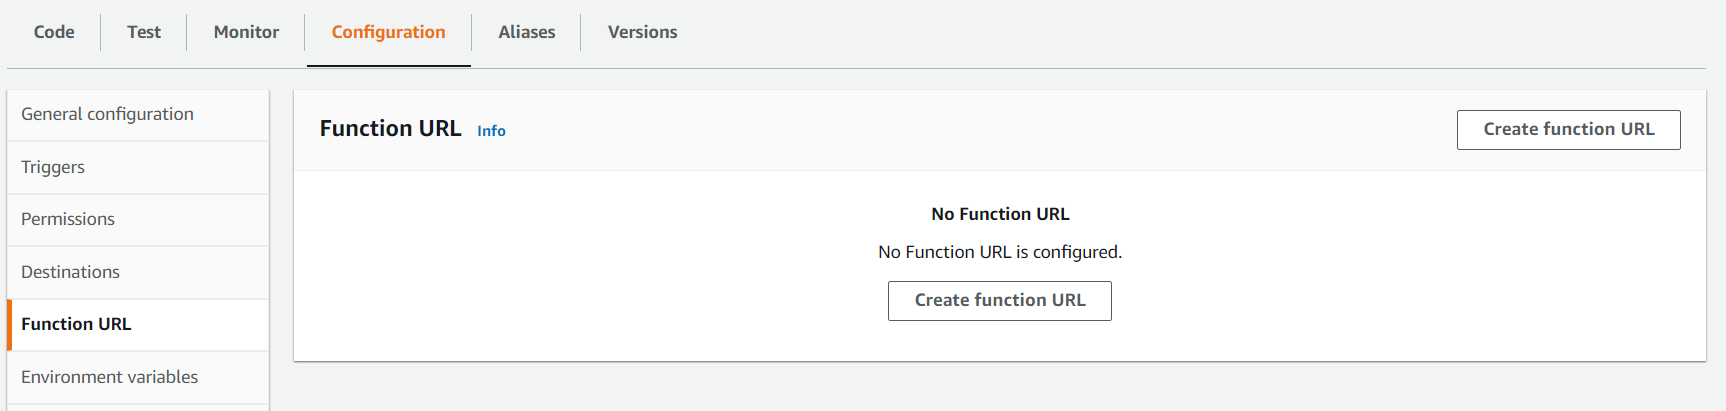 Code Test Monitor Configuration Aliases Versions
General configuration
Triggers
Permissions
Destinations
Function URL
Environment variables
Function URL Info
Create function URL
No Function URL
No Function URL is configured.
Create function URL